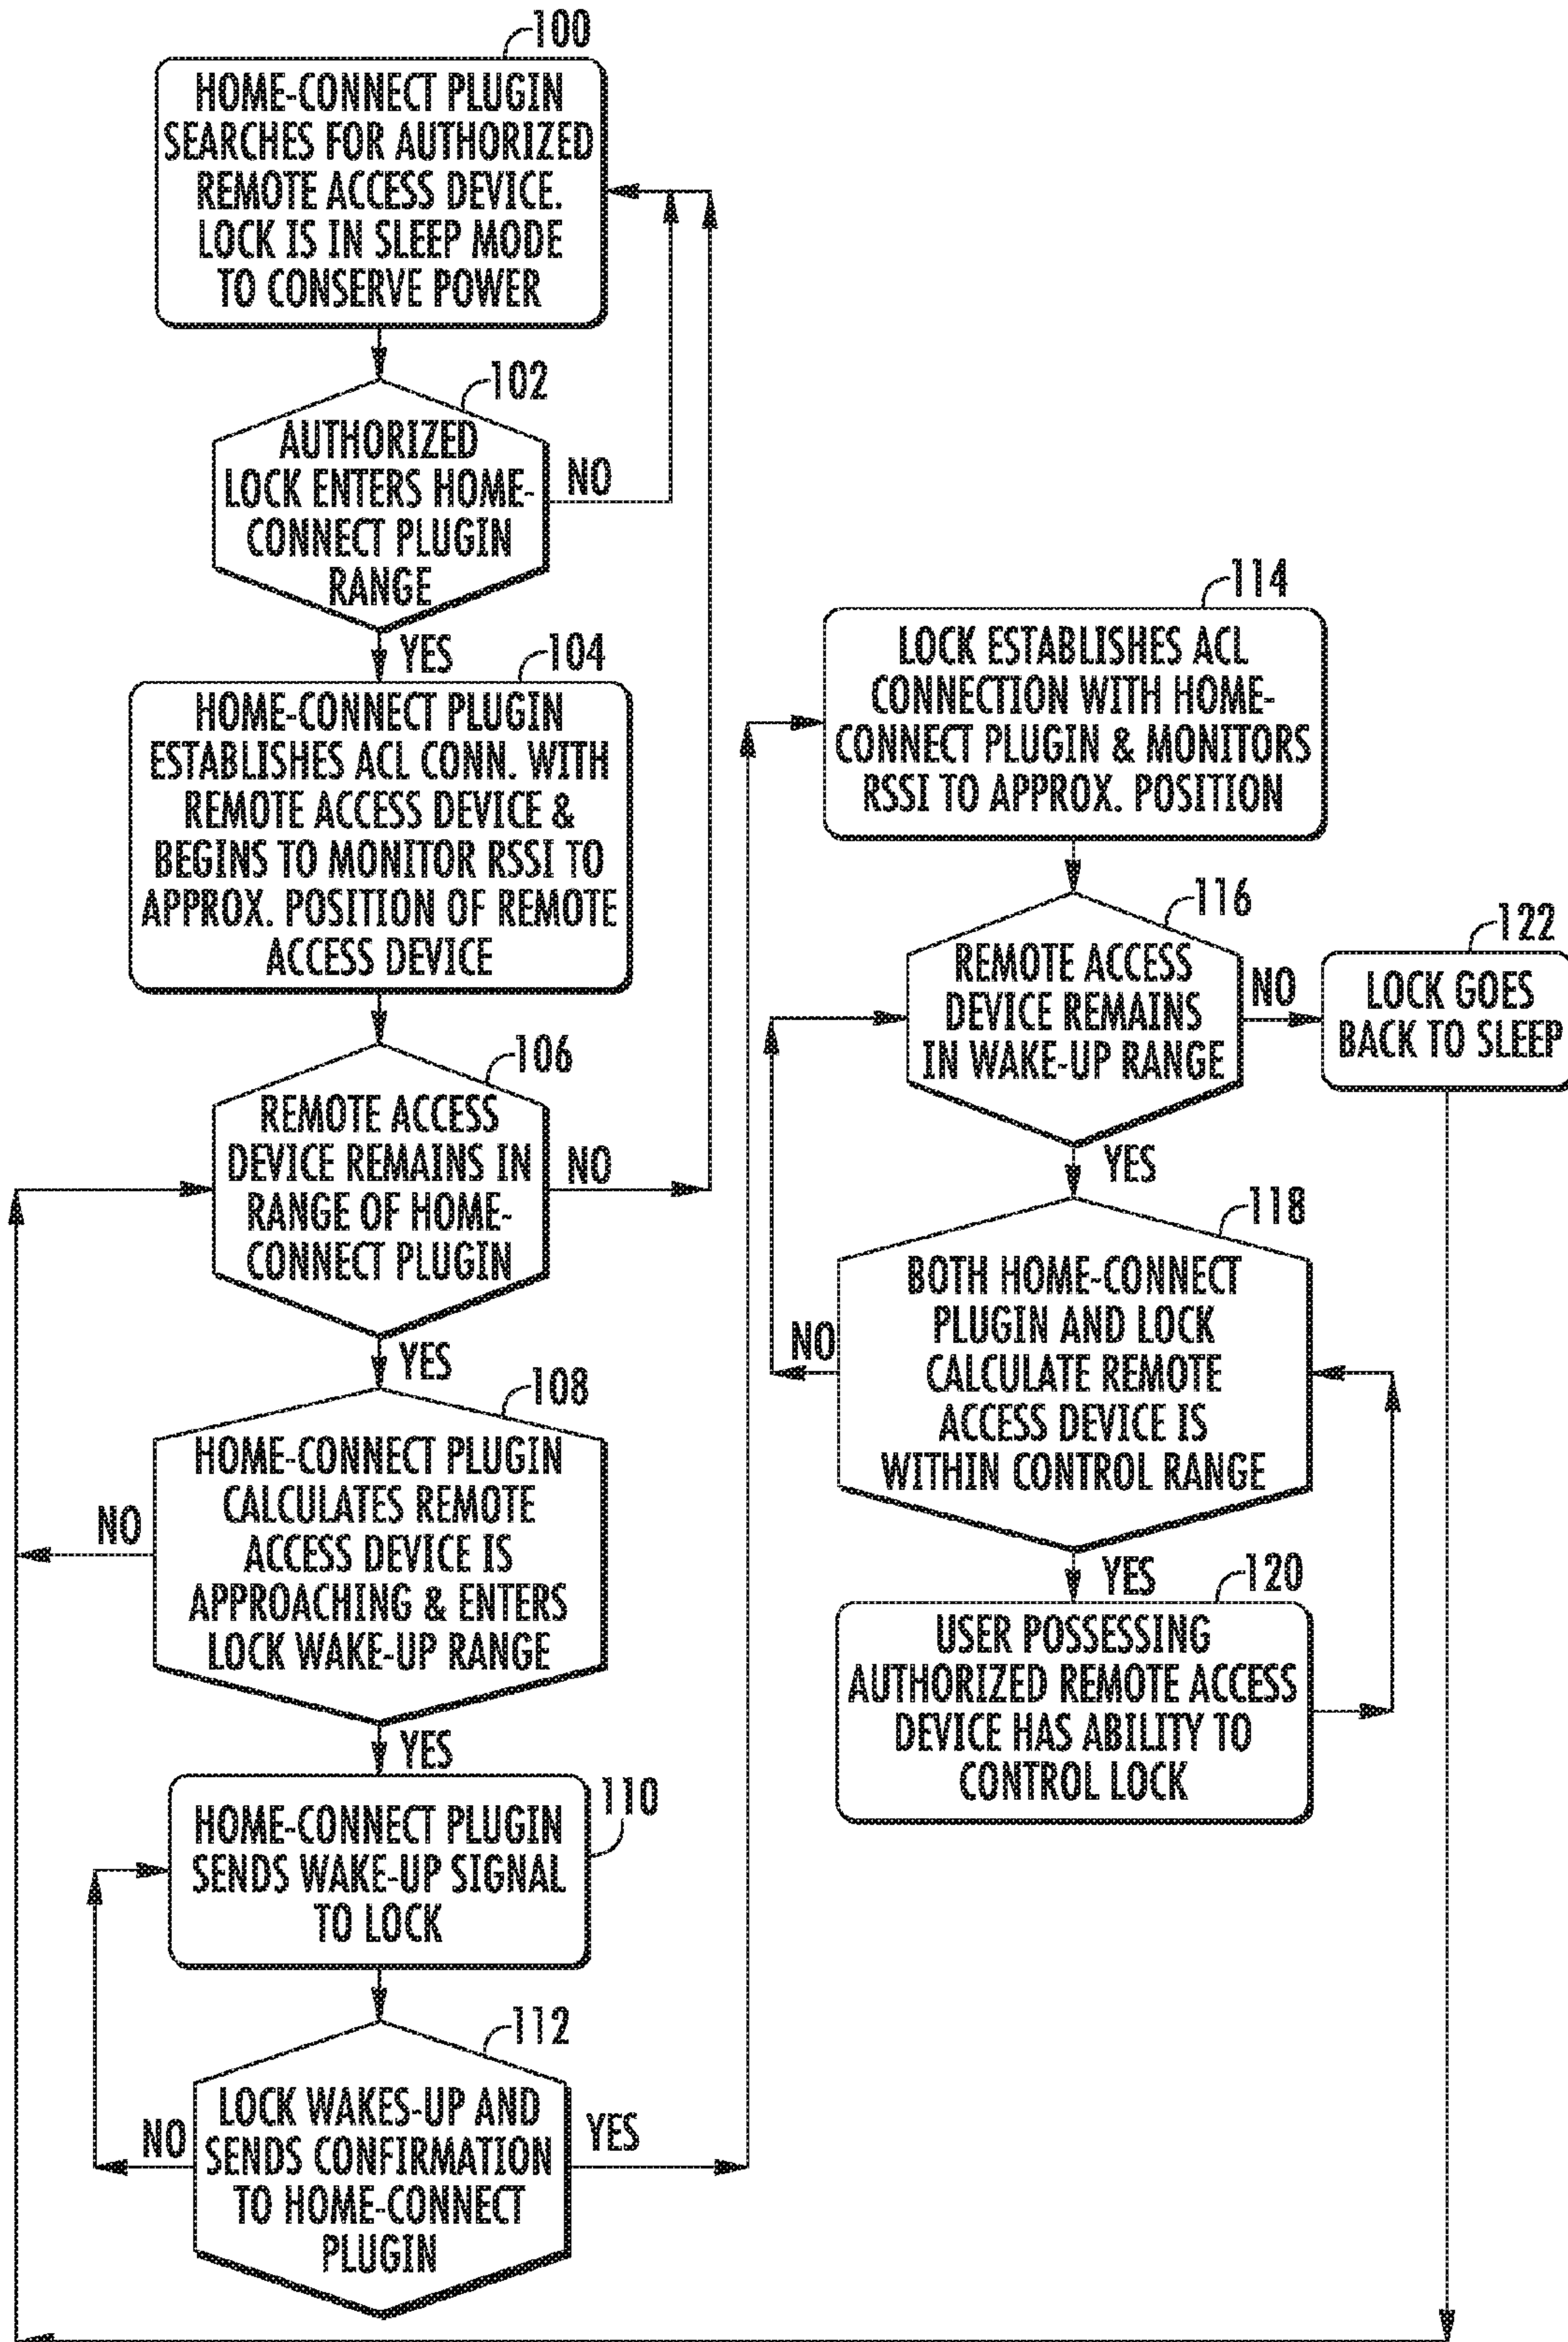 100
HOME-CONNECT PLUGIN
SEARCHES FOR AUTHORIZED
REMOTE ACCESS DEVICE.
LOCK IS IN SLEEP MODE
TO CONSERVE POWER
102
AUTHORIZED
LOCK ENTERS HOME-
CONNECT PLUGIN
RANGE
NO
YES
104
HOME-CONNECT PLUGIN
ESTABLISHES ACL CONN. WITH
REMOTE ACCESS DEVICE &
BEGINS TO MONITOR RSSI TO
APPROX. POSITION OF REMOTE
ACCESS DEVICE
106
REMOTE ACCESS
DEVICE REMAINS IN
RANGE OF HOME-
CONNECT PLUGIN
NO
YES
108
HOME-CONNECT PLUGIN
CALCULATES REMOTE
ACCESS DEVICE IS
APPROACHING & ENTERS
LOCK WAKE-UP RANGE
NO
YES
110
HOME-CONNECT PLUGIN
SENDS WAKE-UP SIGNAL
TO LOCK
112
LOCK WAKES-UP AND
SENDS CONFIRMATION
TO HOME-CONNECT
PLUGIN
NO
YES
114
LOCK ESTABLISHES ACL
CONNECTION WITH HOME-
CONNECT PLUGIN & MONITORS
RSSI TO APPROX. POSITION
116
REMOTE ACCESS
DEVICE REMAINS
IN WAKE-UP RANGE
NO
YES
122
LOCK GOES
BACK TO SLEEP
118
BOTH HOME-CONNECT
PLUGIN AND LOCK
CALCULATE REMOTE
ACCESS DEVICE IS
WITHIN CONTROL RANGE
NO
YES
120
USER POSSESSING
AUTHORIZED REMOTE ACCESS
DEVICE HAS ABILITY TO
CONTROL LOCK